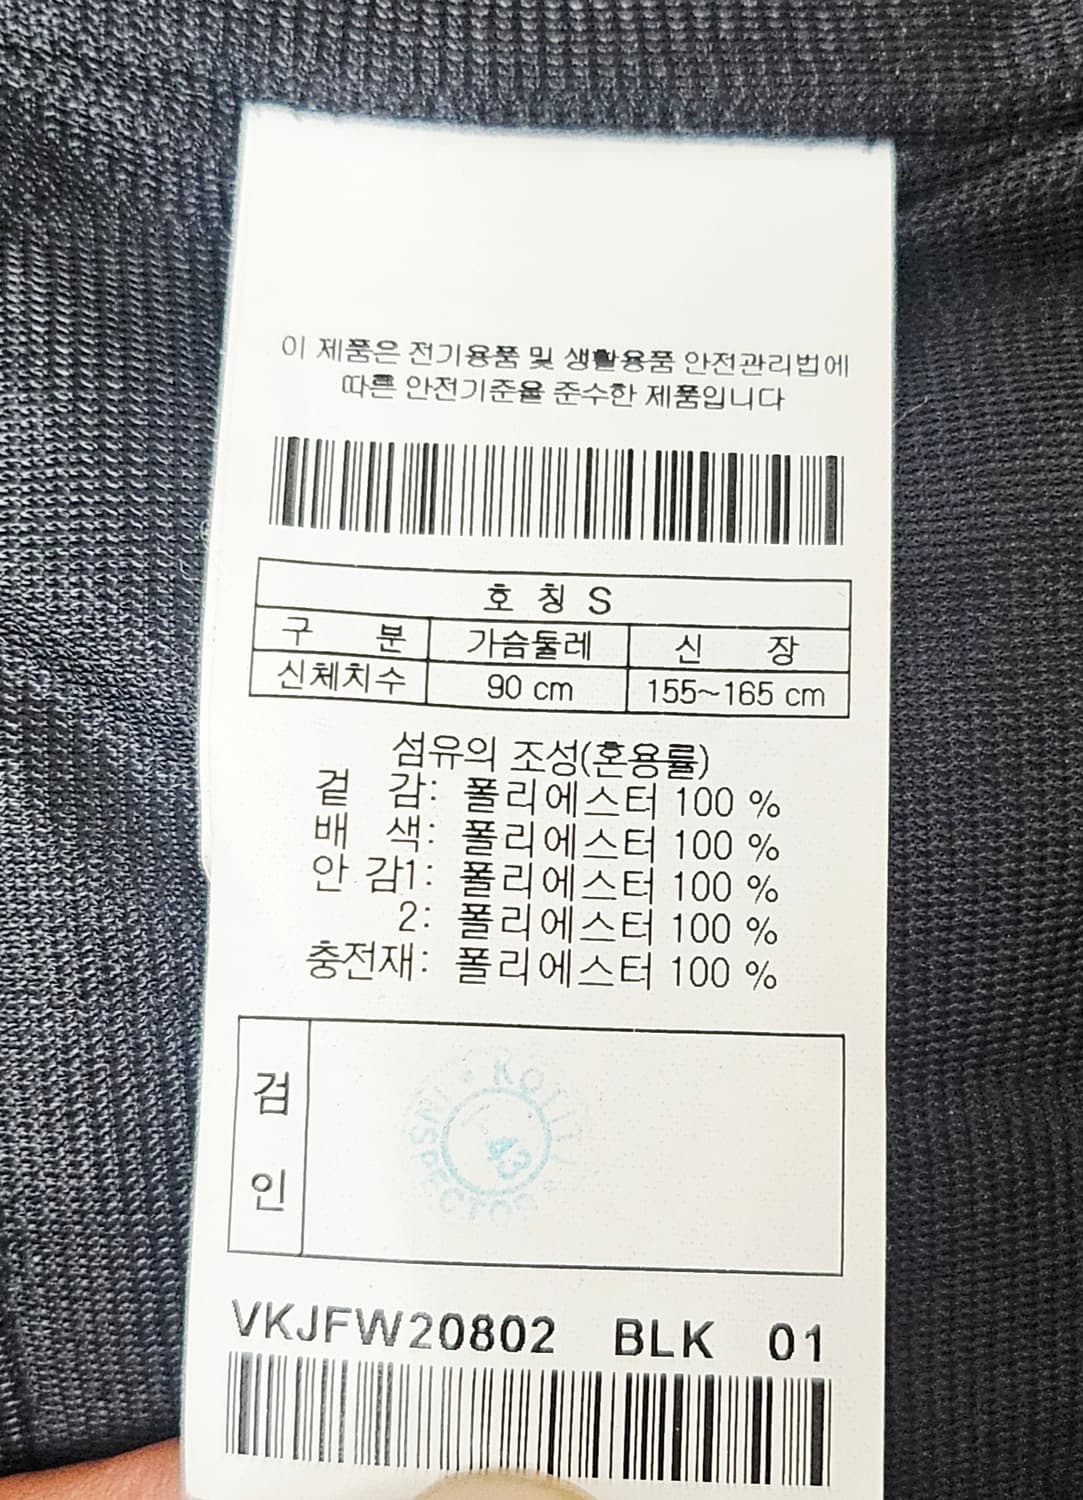 이 제품은 전기용품 및 생활용품 안전관리법에
따른 안전기준을 준수한 제품입니다
호 칭 S
구 분 가슴둘레 신 장
신체치수 90 cm 155~165 cm
섬유의 조성(혼용률)
겉 감: 폴리에스터 100 %
배 색: 폴리에스터 100 %
안 감1: 폴리에스터 100 %
2: 폴리에스터 100 %
충전재: 폴리에스터 100 %
검
인
KOTITI
INSPECTOR
43
VKJFW20802 BLK 01